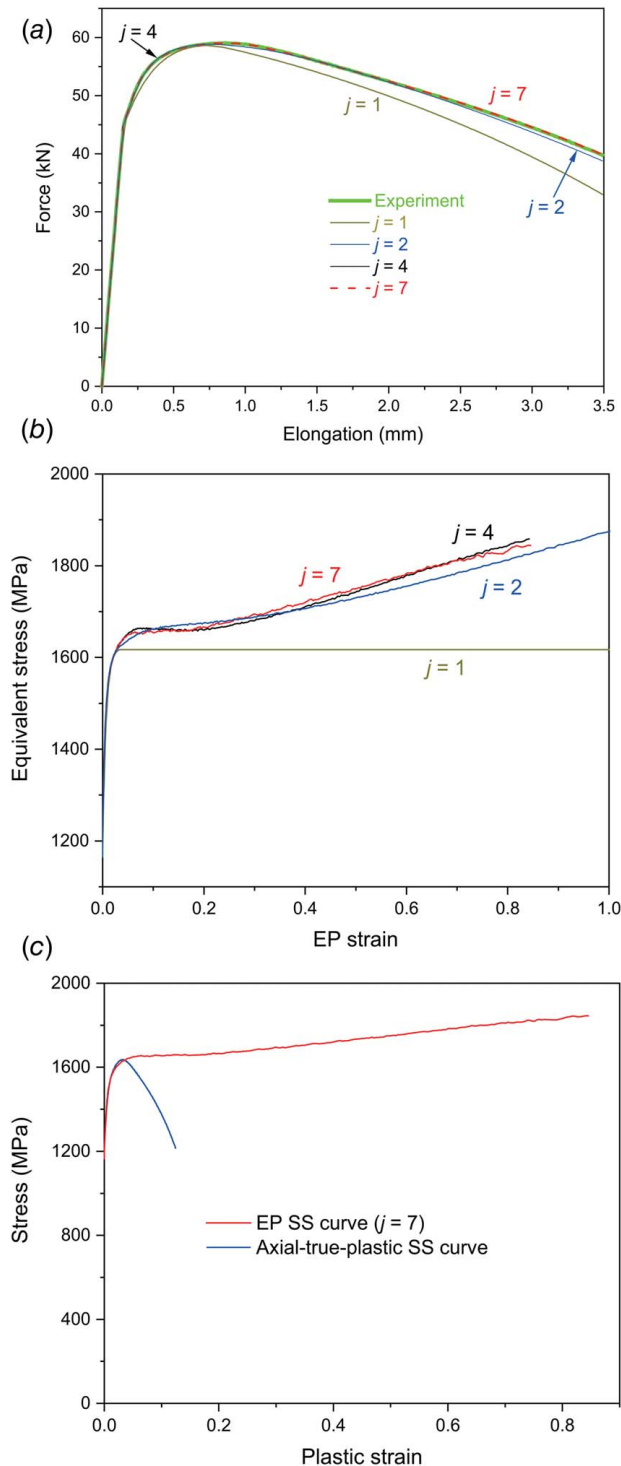 (a)
60
50
40
30
20
10
0
Force (kN)
j = 4
j = 1
j = 7
j = 2
Experiment
j = 1
j = 2
j = 4
j = 7
0.0 0.5 1.0 1.5 2.0 2.5 3.0 3.5
Elongation (mm)
(b)
2000
1800
1600
1400
1200
Equivalent stress (MPa)
j = 4
j = 7
j = 2
j = 1
0.0 0.2 0.4 0.6 0.8 1.0
EP strain
(c)
2000
1600
1200
800
400
0
Stress (MPa)
EP SS curve (j = 7)
Axial-true-plastic SS curve
0.0 0.2 0.4 0.6 0.8
Plastic strain